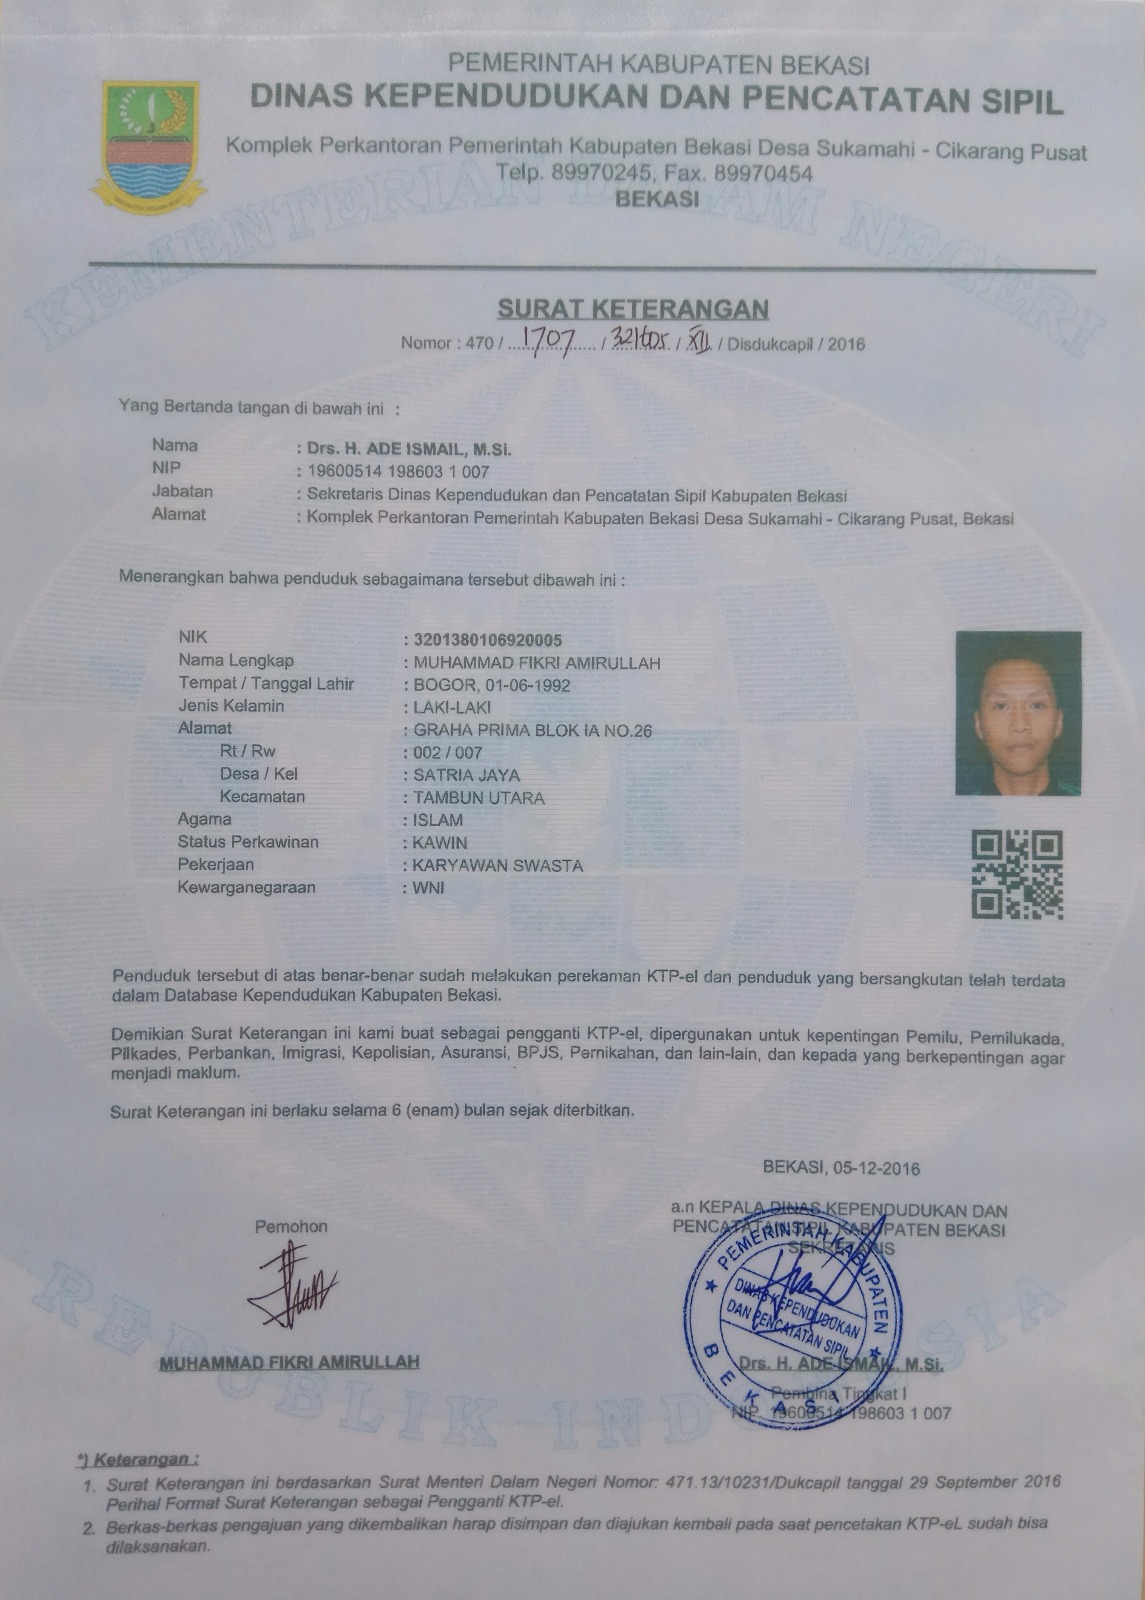 PEMERINTAH KABUPATEN BEKASI
DINAS KEPENDUDUKAN DAN PENCATATAN SIPIL
Komplek Perkantoran Pemerintah Kabupaten Bekasi Desa Sukamahi - Cikarang Pusat
Telp. 89970245, Fax. 89970454
BEKASI
KEMENTERIAN DALAM NEGERI
SURAT KETERANGAN
Nomor : 470 / 1707 / 32/ / XII / Disdukcapil / 2016
Yang Bertanda tangan di bawah ini :
Nama : Drs. H. ADE ISMAIL, M.Si.
NIP : 19600514 198603 1 007
Jabatan : Sekretaris Dinas Kependudukan dan Pencatatan Sipil Kabupaten Bekasi
Alamat : Komplek Perkantoran Pemerintah Kabupaten Bekasi Desa Sukamahi - Cikarang Pusat, Bekasi
Menerangkan bahwa penduduk sebagaimana tersebut dibawah ini :
NIK : 3201380106920005
Nama Lengkap : MUHAMMAD FIKRI AMIRULLAH
Tempat / Tanggal Lahir : BOGOR, 01-06-1992
Jenis Kelamin : LAKI-LAKI
Alamat : GRAHA PRIMA BLOK IA NO.26
Rt / Rw : 002 / 007
Desa / Kel : SATRIA JAYA
Kecamatan : TAMBUN UTARA
Agama : ISLAM
Status Perkawinan : KAWIN
Pekerjaan : KARYAWAN SWASTA
Kewarganegaraan : WNI
Penduduk tersebut di atas benar-benar sudah melakukan perekaman KTP-el dan penduduk yang bersangkutan telah terdata
dalam Database Kependudukan Kabupaten Bekasi.
Demikian Surat Keterangan ini kami buat sebagai pengganti KTP-el, dipergunakan untuk kepentingan Pemilu, Pemilukada,
Pilkades, Perbankan, Imigrasi, Kepolisian, Asuransi, BPJS, Pernikahan, dan lain-lain, dan kepada yang berkepentingan agar
menjadi maklum.
Surat Keterangan ini berlaku selama 6 (enam) bulan sejak diterbitkan.
BEKASI, 05-12-2016
a.n KEPALA DINAS KEPENDUDUKAN DAN
PENCATATAN SIPIL KABUPATEN BEKASI
SEKRETARIS
Pemohon
PEMERINTAH KABUPATEN
DINAS KEPENDUDUKAN
DAN PENCATATAN SIPIL
BEKASI
MUHAMMAD FIKRI AMIRULLAH
Drs. H. ADE ISMAIL, M.Si.
Pembina Tingkat I
NIP. 19600514 198603 1 007
REPUBLIK INDONESIA
*) Keterangan :
1. Surat Keterangan ini berdasarkan Surat Menteri Dalam Negeri Nomor: 471.13/10231/Dukcapil tanggal 29 September 2016
Perihal Format Surat Keterangan sebagai Pengganti KTP-el.
2. Berkas-berkas pengajuan yang dikembalikan harap disimpan dan diajukan kembali pada saat pencetakan KTP-eL sudah bisa
dilaksanakan.